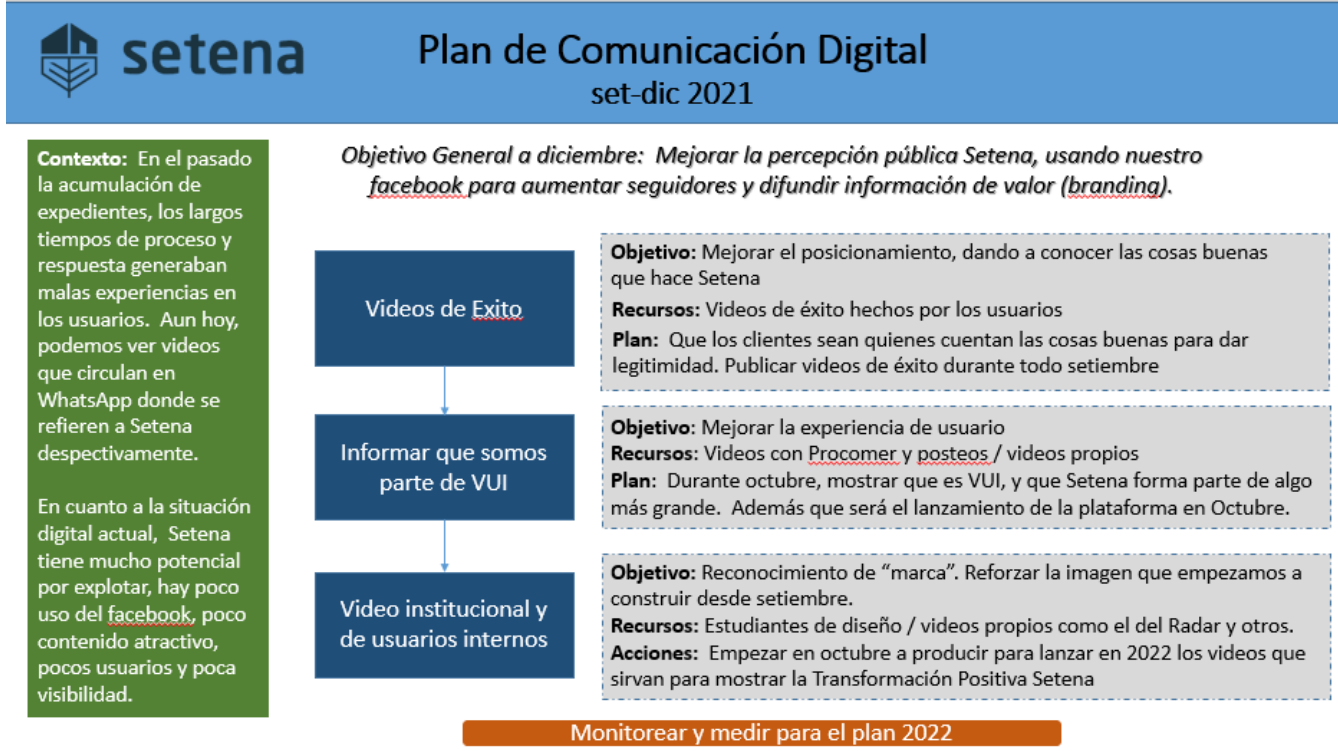 setena
Plan de Comunicación Digital
set-dic 2021
Contexto: En el pasado
la acumulación de
expedientes, los largos
tiempos de proceso y
respuesta generaban
malas experiencias en
los usuarios. Aun hoy,
podemos ver videos
que circulan en
WhatsApp donde se
refieren a Setena
despectivamente.
En cuanto a la situación
digital actual, Setena
tiene mucho potencial
por explotar, hay poco
uso del facebook, poco
contenido atractivo,
pocos usuarios y poca
visibilidad.
Objetivo General a diciembre: Mejorar la percepción pública Setena, usando nuestro
facebook para aumentar seguidores y difundir información de valor (branding).
Videos de Exito
Objetivo: Mejorar el posicionamiento, dando a conocer las cosas buenas
que hace Setena
Recursos: Videos de éxito hechos por los usuarios
Plan: Que los clientes sean quienes cuentan las cosas buenas para dar
legitimidad. Publicar videos de éxito durante todo setiembre
Informar que somos
parte de VUI
Objetivo: Mejorar la experiencia de usuario
Recursos: Videos con Procomer y posteos / videos propios
Plan: Durante octubre, mostrar que es VUI, y que Setena forma parte de algo
más grande. Además que será el lanzamiento de la plataforma en Octubre.
Video institucional y
de usuarios internos
Objetivo: Reconocimiento de “marca”. Reforzar la imagen que empezamos a
construir desde setiembre.
Recursos: Estudiantes de diseño / videos propios como el del Radar y otros.
Acciones: Empezar en octubre a producir para lanzar en 2022 los videos que
sirvan para mostrar la Transformación Positiva Setena
Monitorear y medir para el plan 2022